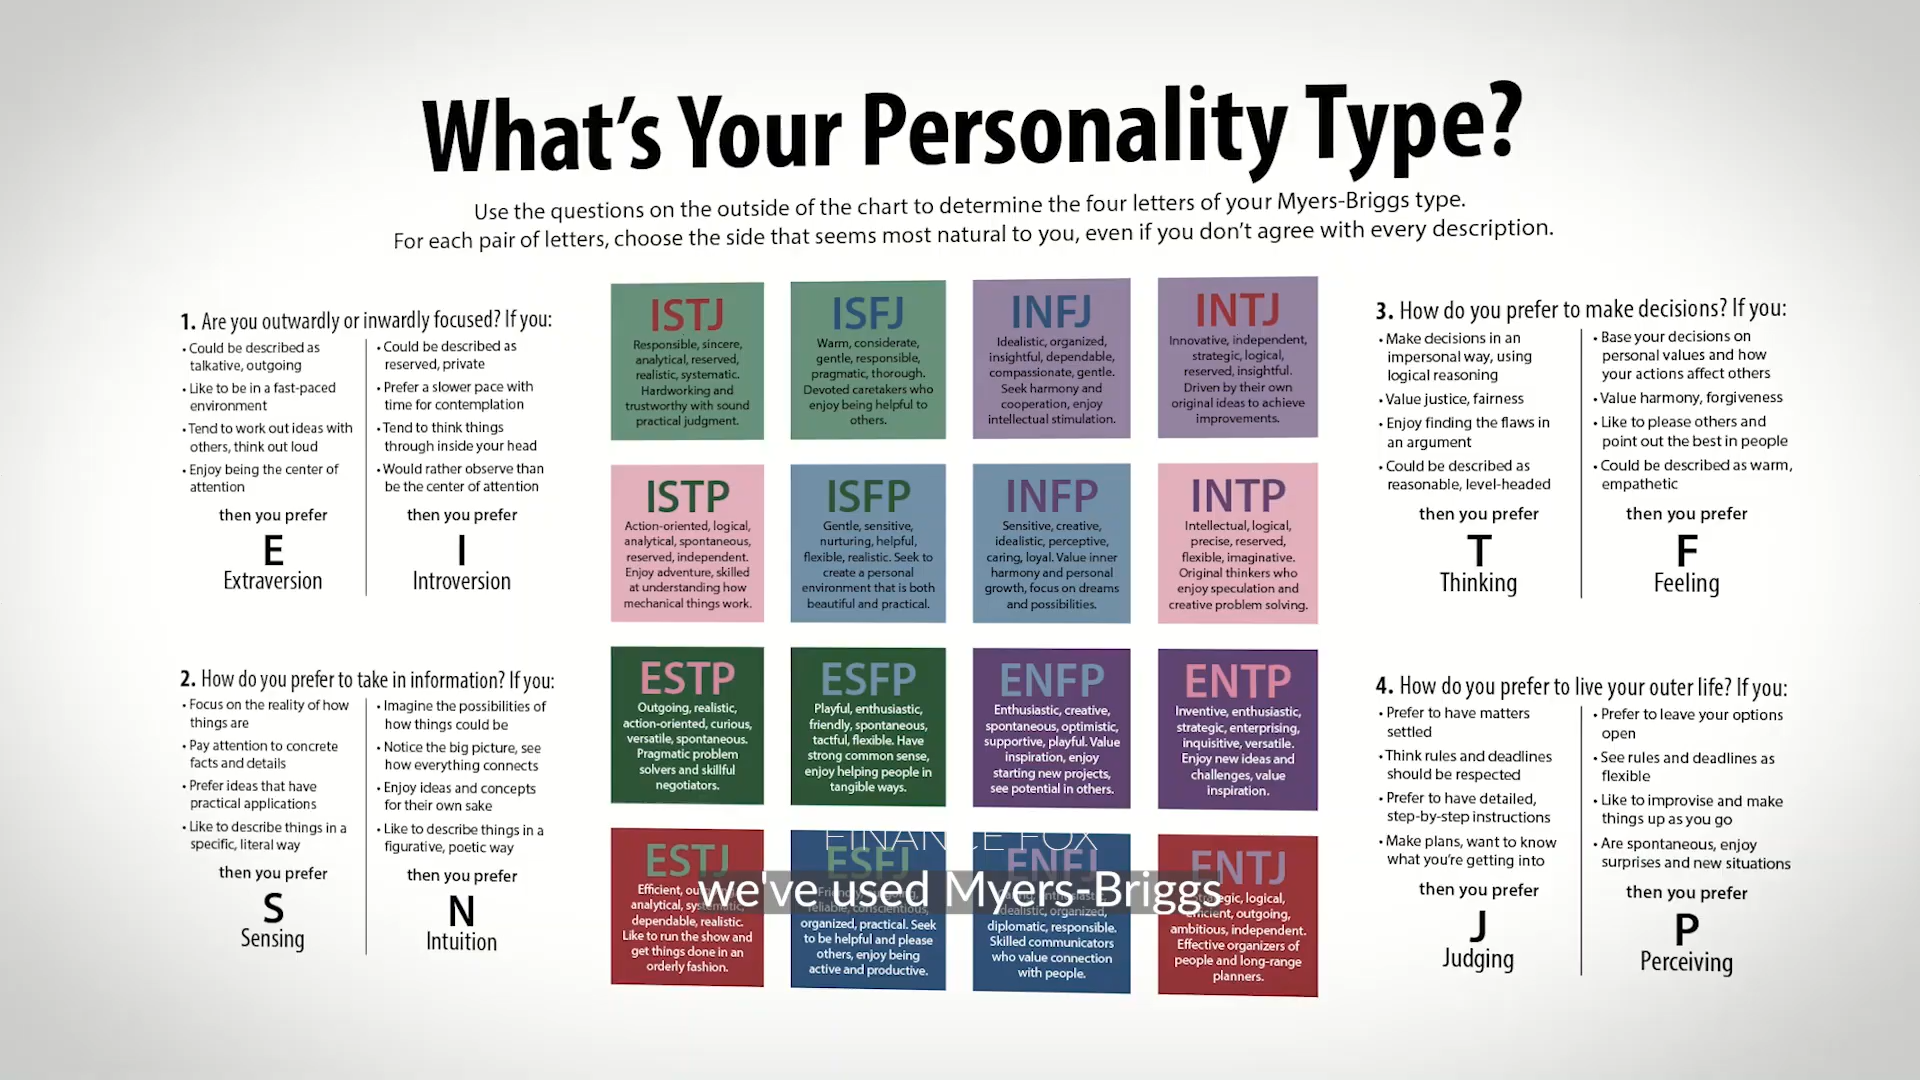 What's Your Personality Type?
Use the questions on the outside of the chart to determine the four letters of your Myers-Briggs type.
For each pair of letters, choose the side that seems most natural to you, even if you don't agree with every description.
1. Are you outwardly or inwardly focused? If you:
• Could be described as
talkative, outgoing
• Like to be in a fast-paced
environment
• Tend to work out ideas with
others, think out loud
• Enjoy being the center of
attention
then you prefer
E
Extraversion
• Could be described as
reserved, private
• Prefer a slower pace with
time for contemplation
• Tend to think things
through inside your head
• Would rather observe than
be the center of attention
then you prefer
I
Introversion
2. How do you prefer to take in information? If you:
• Focus on the reality of how
things are
• Pay attention to concrete
facts and details
• Prefer ideas that have
practical applications
• Like to describe things in a
specific, literal way
then you prefer
S
Sensing
• Imagine the possibilities of
how things could be
• Notice the big picture, see
how everything connects
• Enjoy ideas and concepts
for their own sake
• Like to describe things in a
figurative, poetic way
then you prefer
N
Intuition
ISTJ
Responsible, sincere,
analytical, reserved,
realistic, systematic.
Hardworking and
trustworthy with sound
practical judgment.
ISFJ
Warm, considerate,
gentle, responsible,
pragmatic, thorough.
Devoted caretakers who
enjoy being helpful to
others.
INFJ
Idealistic, organized,
insightful, dependable,
compassionate, gentle.
Seek harmony and
cooperation, enjoy
intellectual stimulation.
INTJ
Innovative, independent,
strategic, logical,
reserved, insightful.
Driven by their own
original ideas to achieve
improvements.
ISTP
Action-oriented, logical,
analytical, spontaneous,
reserved, independent.
Enjoy adventure, skilled
at understanding how
mechanical things work.
ISFP
Gentle, sensitive,
nurturing, helpful,
flexible, realistic. Seek to
create a personal
environment that is both
beautiful and practical.
INFP
Sensitive, creative,
idealistic, perceptive,
caring, loyal. Value inner
harmony and personal
growth, focus on dreams
and possibilities.
INTP
Intellectual, logical,
precise, reserved,
flexible, imaginative.
Original thinkers who
enjoy speculation and
creative problem solving.
ESTP
Outgoing, realistic,
action-oriented, curious,
versatile, spontaneous.
Pragmatic problem
solvers and skillful
negotiators.
ESFP
Playful, enthusiastic,
friendly, spontaneous,
tactful, flexible. Have
strong common sense,
enjoy helping people in
tangible ways.
ENFP
Enthusiastic, creative,
spontaneous, optimistic,
supportive, playful. Value
inspiration, enjoy
starting new projects,
see potential in others.
ENTP
Inventive, enthusiastic,
strategic, enterprising,
inquisitive, versatile.
Enjoy new ideas and
challenges, value
inspiration.
ESTJ
Efficient,
analytical,
dependable, realistic.
Like to run the show and
get things done in an
orderly fashion.
ESFJ
reliable, conscientious,
organized, practical. Seek
to be helpful and please
others, enjoy being
active and productive.
ENFJ
idealistic, organized,
diplomatic, responsible.
Skilled communicators
who value connection
with people.
ENTJ
logical,
efficient, outgoing,
ambitious, independent.
Effective organizers of
people and long-range
planners.
FINANCE FOX
we've used Myers-Briggs
3. How do you prefer to make decisions? If you:
• Make decisions in an
impersonal way, using
logical reasoning
• Value justice, fairness
• Enjoy finding the flaws in
an argument
• Could be described as
reasonable, level-headed
then you prefer
T
Thinking
• Base your decisions on
personal values and how
your actions affect others
• Value harmony, forgiveness
• Like to please others and
point out the best in people
• Could be described as warm,
empathetic
then you prefer
F
Feeling
4. How do you prefer to live your outer life? If you:
• Prefer to have matters
settled
• Think rules and deadlines
should be respected
• Prefer to have detailed,
step-by-step instructions
• Make plans, want to know
what you're getting into
then you prefer
J
Judging
• Prefer to leave your options
open
• See rules and deadlines as
flexible
• Like to improvise and make
things up as you go
• Are spontaneous, enjoy
surprises and new situations
then you prefer
P
Perceiving